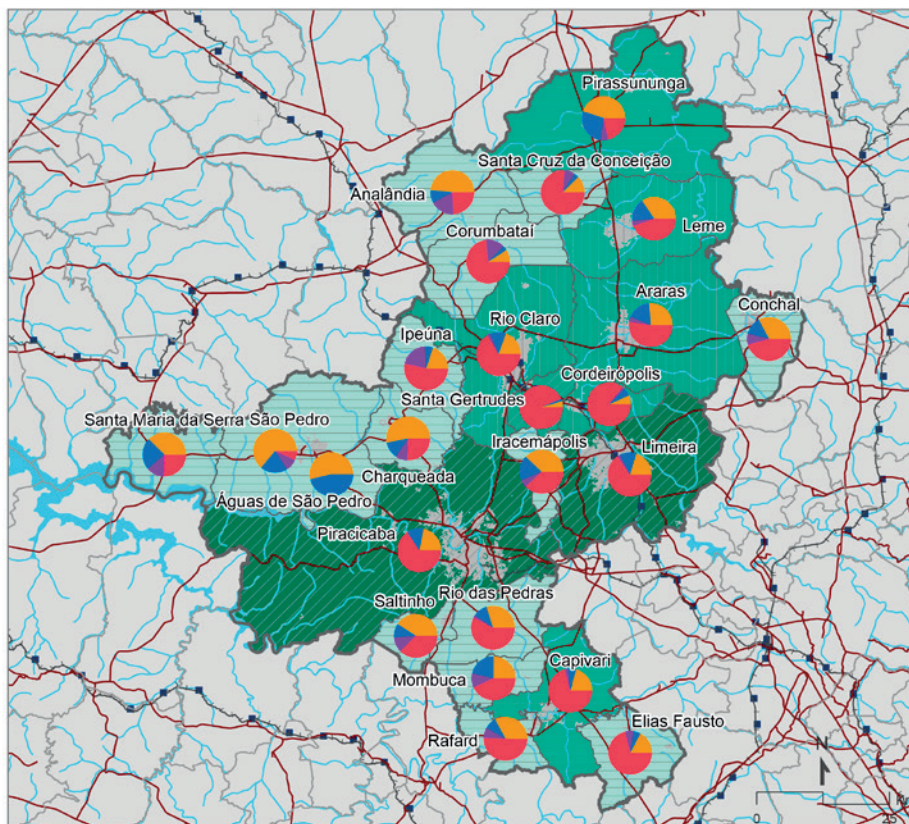 Pirassununga
Santa Cruz da Conceição
Analândia
Leme
Corumbataí
Araras
Conchal
Rio Claro
Ipeúna
Cordeirópolis
Santa Gertrudes
Santa Maria da Serra São Pedro
Iracemápolis
Limeira
Charqueada
Águas de São Pedro
Piracicaba
Rio das Pedras
Saltinho
Capivari
Mombuca
Elias Fausto
Rafard
N
0 25